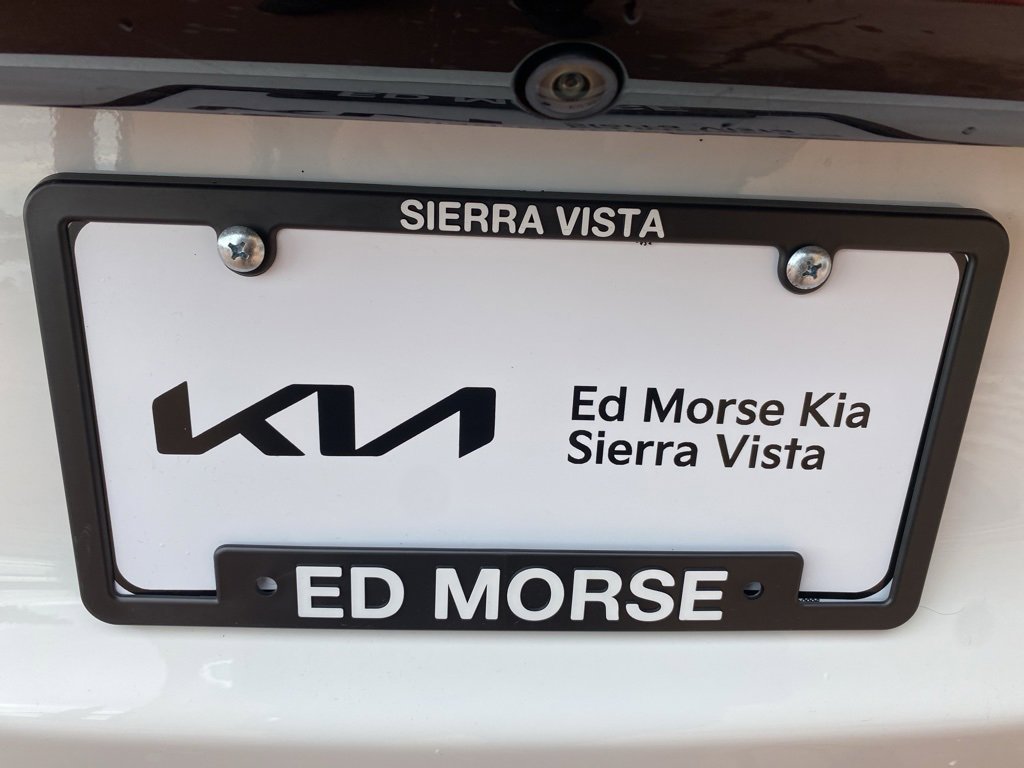 SIERRA VISTA
KIA
Ed Morse Kia
Sierra Vista
ED MORSE